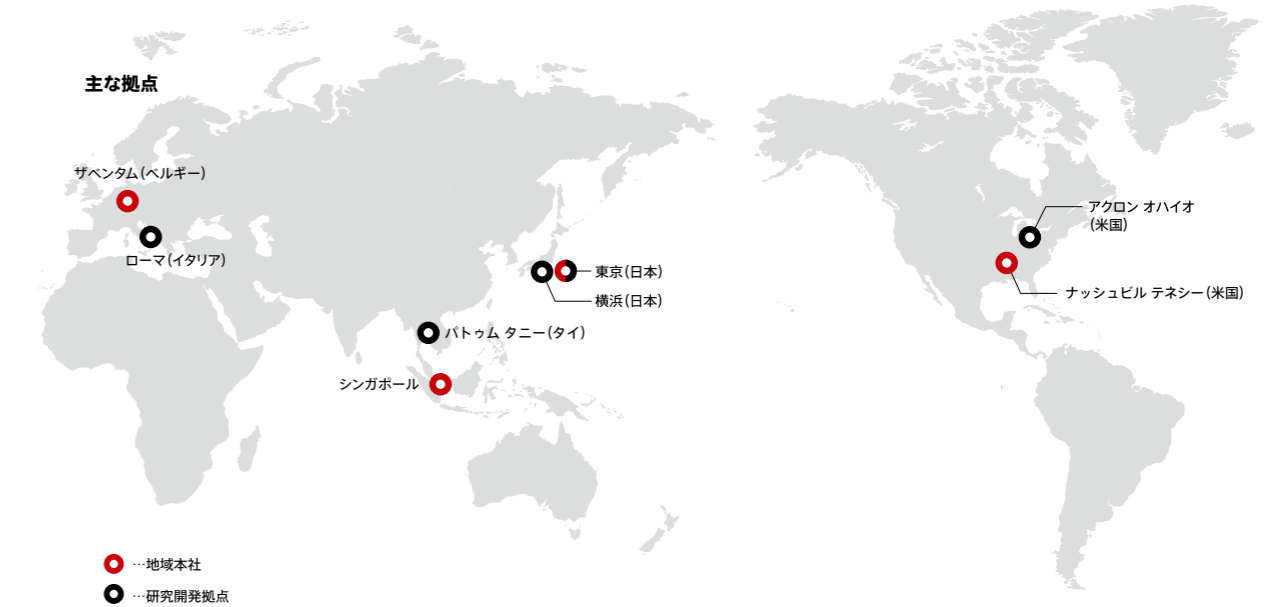 主な拠点
ザベンタム(ベルギー)
ローマ(イタリア)
東京(日本)
横浜(日本)
パトゥム タニー(タイ)
シンガポール
アクロン オハイオ
(米国)
ナッシュビル テネシー(米国)
…地域本社
…研究開発拠点